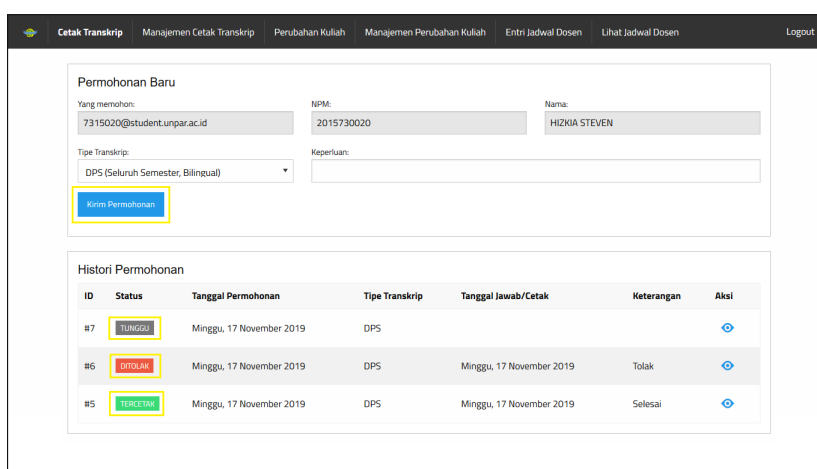 Cetak Transkrip Manajemen Cetak Transkrip Perubahan Kuliah Manajemen Perubahan Kuliah Entri Jadwal Dosen Lihat Jadwal Dosen Logout
Permohonan Baru
Yang memohon: NPM: Nama:
7315020@student.unpar.ac.id 2015730020 HIZKIA STEVEN
Tipe Transkrip: Keperluan:
DPS (Seluruh Semester, Bilingual)
Kirim Permohonan
Histori Permohonan
ID Status Tanggal Permohonan Tipe Transkrip Tanggal Jawab/Cetak Keterangan Aksi
#7 TUNGGU Minggu, 17 November 2019 DPS
#6 DITOLAK Minggu, 17 November 2019 DPS Minggu, 17 November 2019 Tolak
#5 TERCETAK Minggu, 17 November 2019 DPS Minggu, 17 November 2019 Selesai